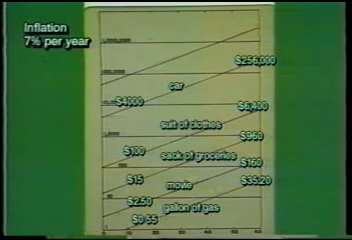 Inflation
7% per year
$256,000
car
$4000
$6,400
suit of clothes
$960
$100
sack of groceries
$160
$15
movie
$35.20
$2.50
gallon of gas
$0.55